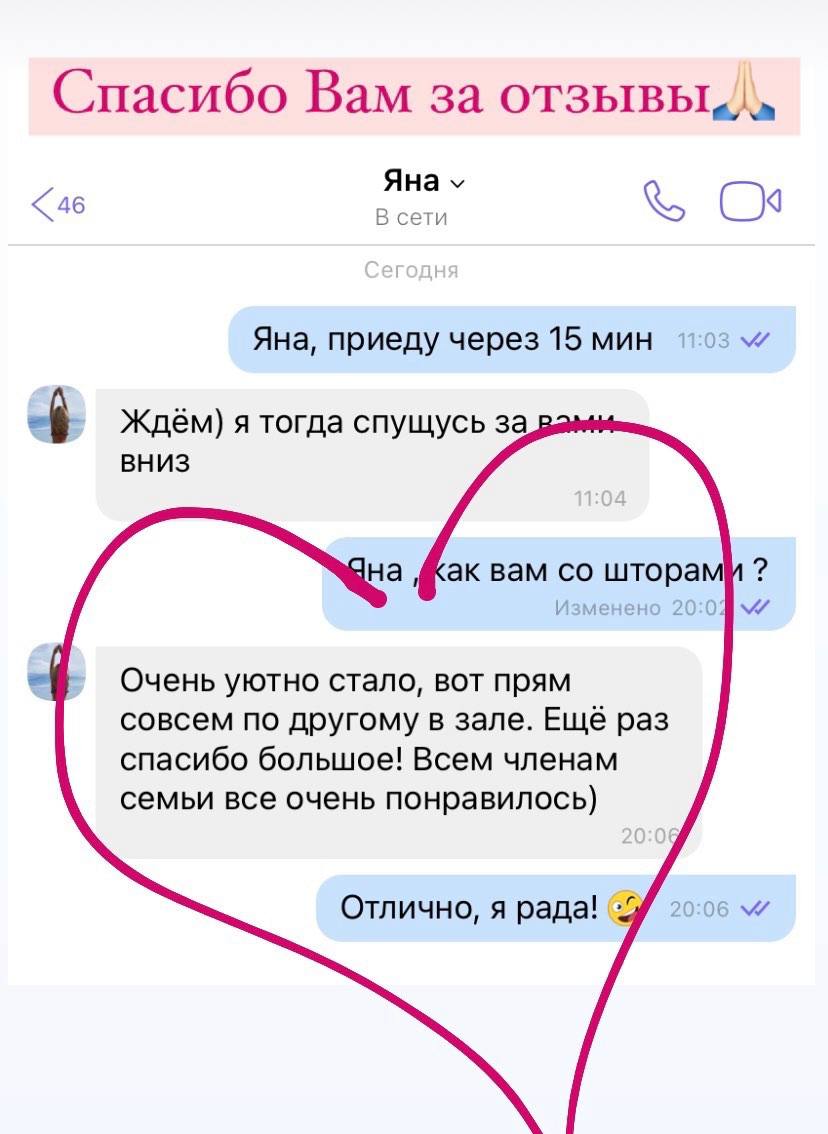 Спасибо Вам за отзывы🙏🏻
46
Яна
В сети
Сегодня
Яна, приеду через 15 мин 11:03
Ждём) я тогда спущусь за вами
вниз
11:04
Яна , как вам со шторами ?
Изменено 20:02
Очень уютно стало, вот прям
совсем по другому в зале. Ещё раз
спасибо большое! Всем членам
семьи все очень понравилось)
20:06
Отлично, я рада! 🤪 20:06